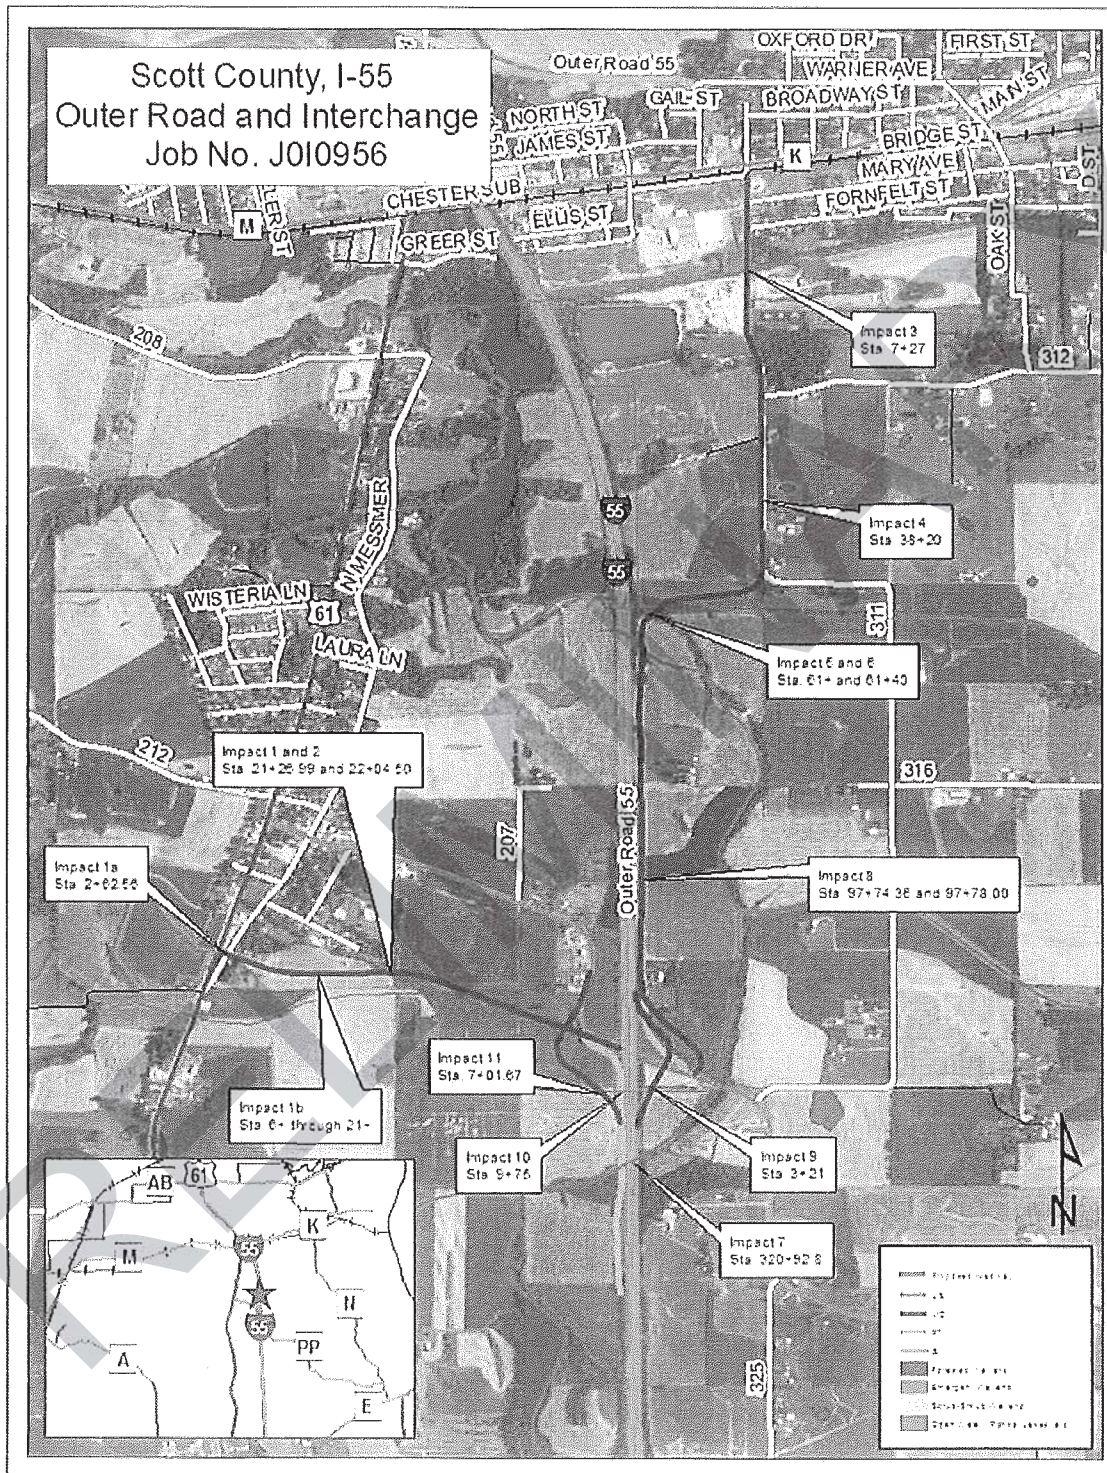 Scott County, I-55
Outer Road and Interchange
Job No. J0I0956
Outer Road 55
OXFORD DR
FIRST ST
WARNER AVE
GAIL ST
BROADWAY ST
MAIN ST
NORTH ST
JAMES ST
BRIDGE ST
K
MARY AVE
D ST
CHESTER SUB
FORNFELT ST
M
ELLIS ST
GREER ST
OAK ST
208
Impact 3
Sta. 7+27
312
55
N MESSMER
Impact 4
Sta. 38+20
55
WISTERIA LN
61
311
LAURA LN
Impact 5 and 6
Sta. 61+ and 61+40
212
Impact 1 and 2
Sta. 21+26.99 and 22+04.50
316
207
Outer Road 55
Impact 1a
Sta. 2+62.56
Impact 8
Sta. 97+74.36 and 97+78.00
Impact 11
Sta. 7+01.67
Impact 1b
Sta. 6+ through 21+
Impact 10
Sta. 9+75
Impact 9
Sta. 3+21
N
Impact 7
Sta. 320+92.8
325
AB
61
K
M
55
N
55
PP
A
E